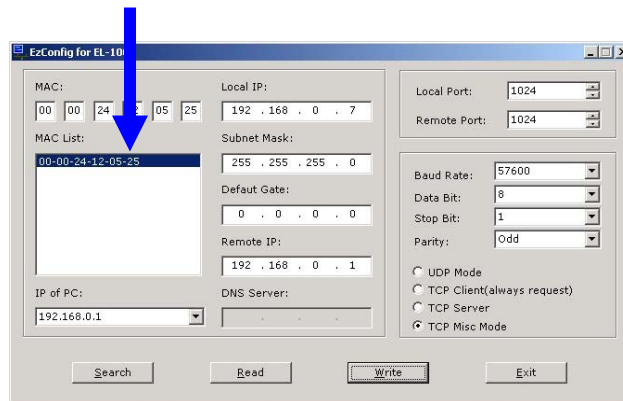 EzConfig for EL-10
MAC:
00 00 24 2 05 25
MAC List:
00-00-24-12-05-25
IP of PC:
192.168.0.1
Local IP:
192 . 168 . 0 . 7
Subnet Mask:
255 . 255 . 255 . 0
Defaut Gate:
0 . 0 . 0 . 0
Remote IP:
192 . 168 . 0 . 1
DNS Server:
Local Port: 1024
Remote Port: 1024
Baud Rate: 57600
Data Bit: 8
Stop Bit: 1
Parity: Odd
UDP Mode
TCP Client(always request)
TCP Server
TCP Misc Mode
Search Read Write Exit